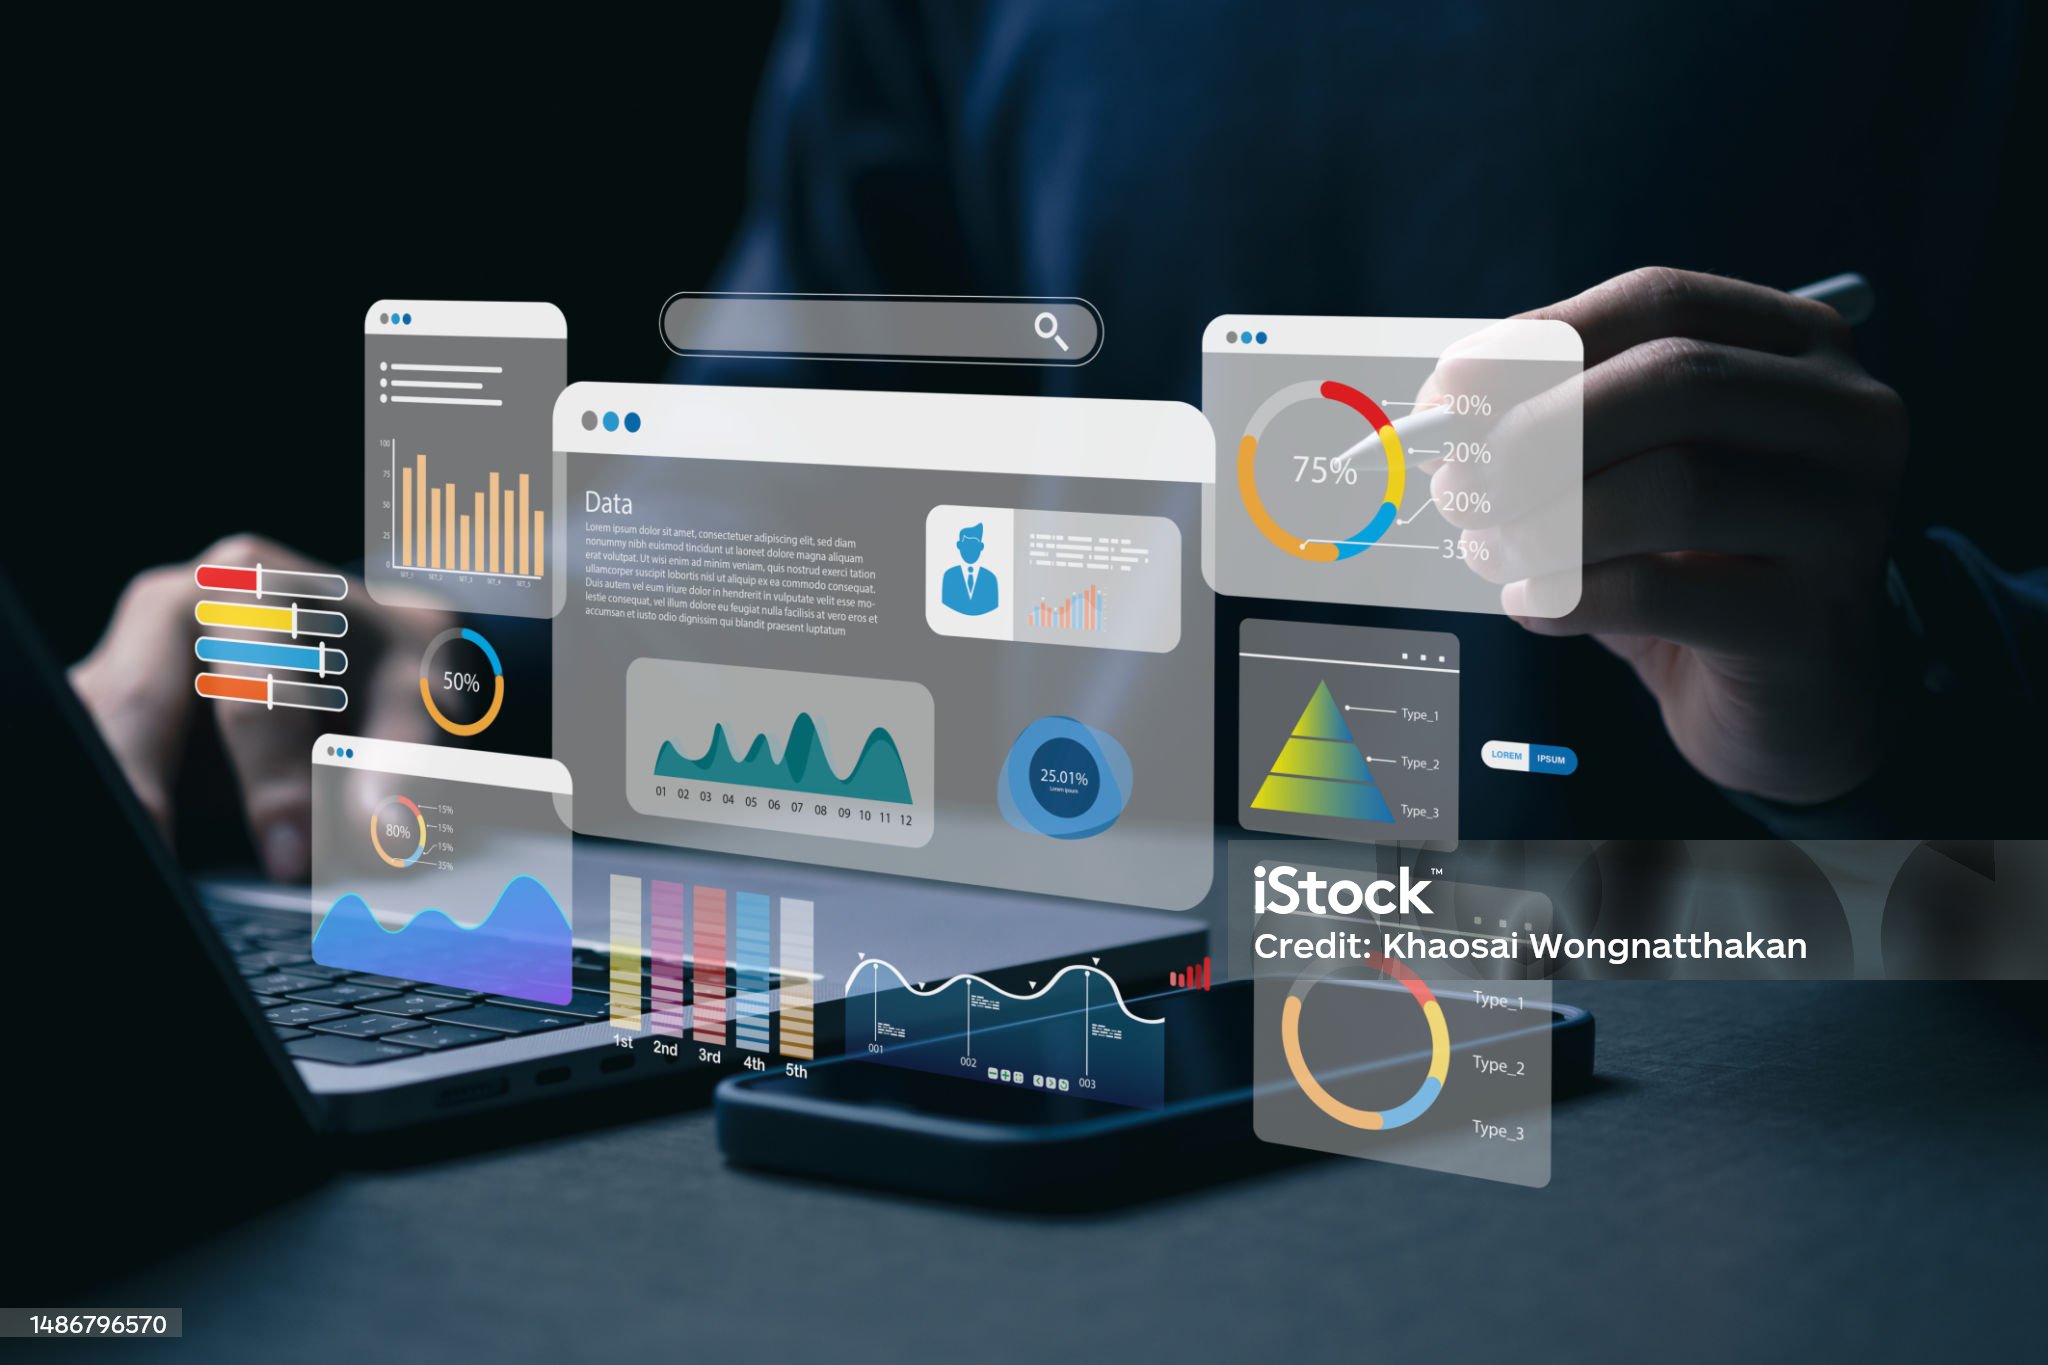 100
75
50
25
0
SET_1 SET_2 SET_3 SET_4 SET_5
50%
80%
15%
15%
15%
35%
Data
Lorem ipsum dolor sit amet, consectetuer adipiscing elit, sed diam
nonummy nibh euismod tincidunt ut laoreet dolore magna aliquam
erat volutpat. Ut wisi enim ad minim veniam, quis nostrud exerci tation
ullamcorper suscipit lobortis nisl ut aliquip ex ea commodo consequat.
Duis autem vel eum iriure dolor in hendrerit in vulputate velit esse mo-
lestie consequat, vel illum dolore eu feugiat nulla facilisis at vero eros et
accumsan et iusto odio dignissim qui blandit praesent luptatum
01 02 03 04 05 06 07 08 09 10 11 12
25.01%
Lorem ipsum
75%
20%
20%
20%
35%
Type_1
Type_2
Type_3
LOREM IPSUM
1st 2nd 3rd 4th 5th
001 002 003
iStock™
Credit: Khaosai Wongnatthakan
Type_1
Type_2
Type_3
1486796570